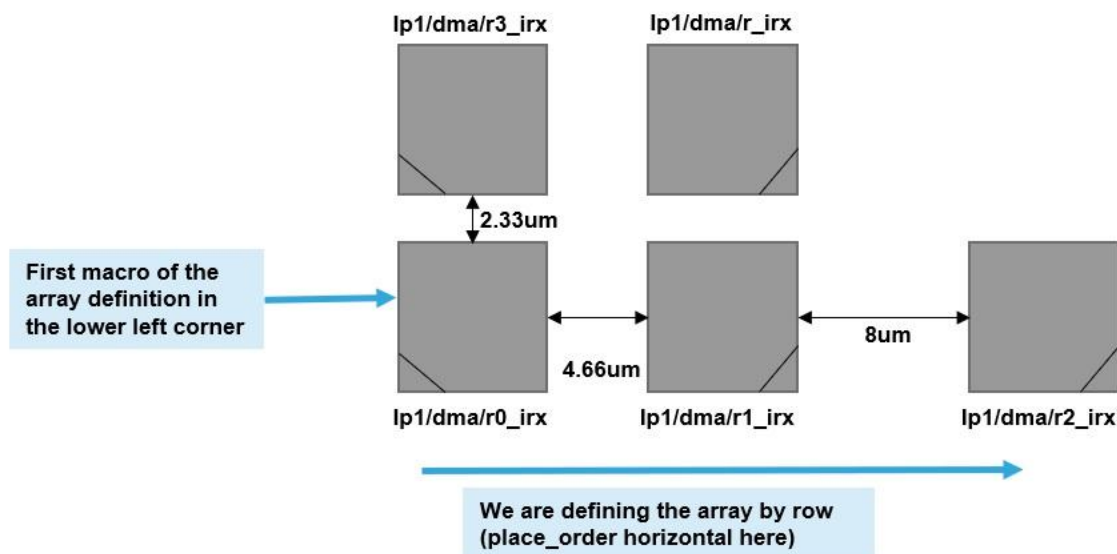 lp1/dma/r3_irx
lp1/dma/r_irx
2.33um
First macro of the
array definition in
the lower left corner
4.66um
8um
lp1/dma/r0_irx
lp1/dma/r1_irx
lp1/dma/r2_irx
We are defining the array by row
(place_order horizontal here)